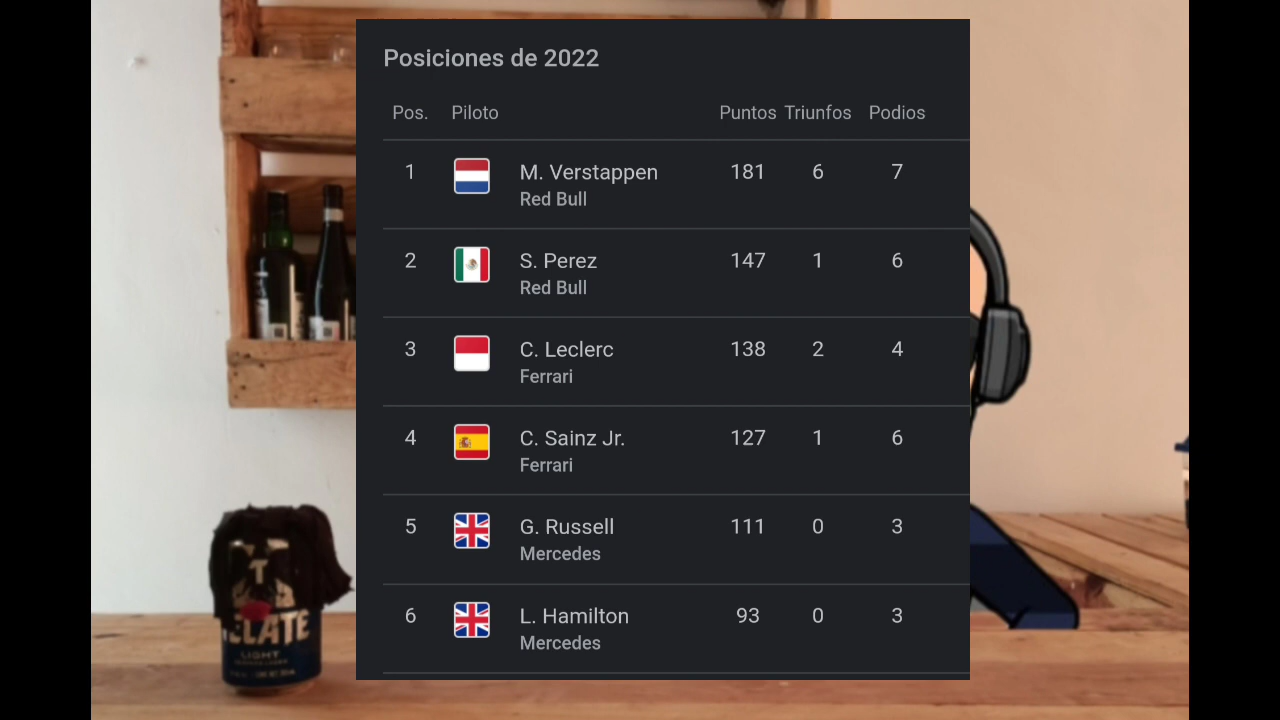 Posiciones de 2022
Pos. Piloto Puntos Triunfos Podios
1 M. Verstappen 181 6 7
Red Bull
2 S. Perez 147 1 6
Red Bull
3 C. Leclerc 138 2 4
Ferrari
4 C. Sainz Jr. 127 1 6
Ferrari
5 G. Russell 111 0 3
Mercedes
6 L. Hamilton 93 0 3
Mercedes
LIGHT